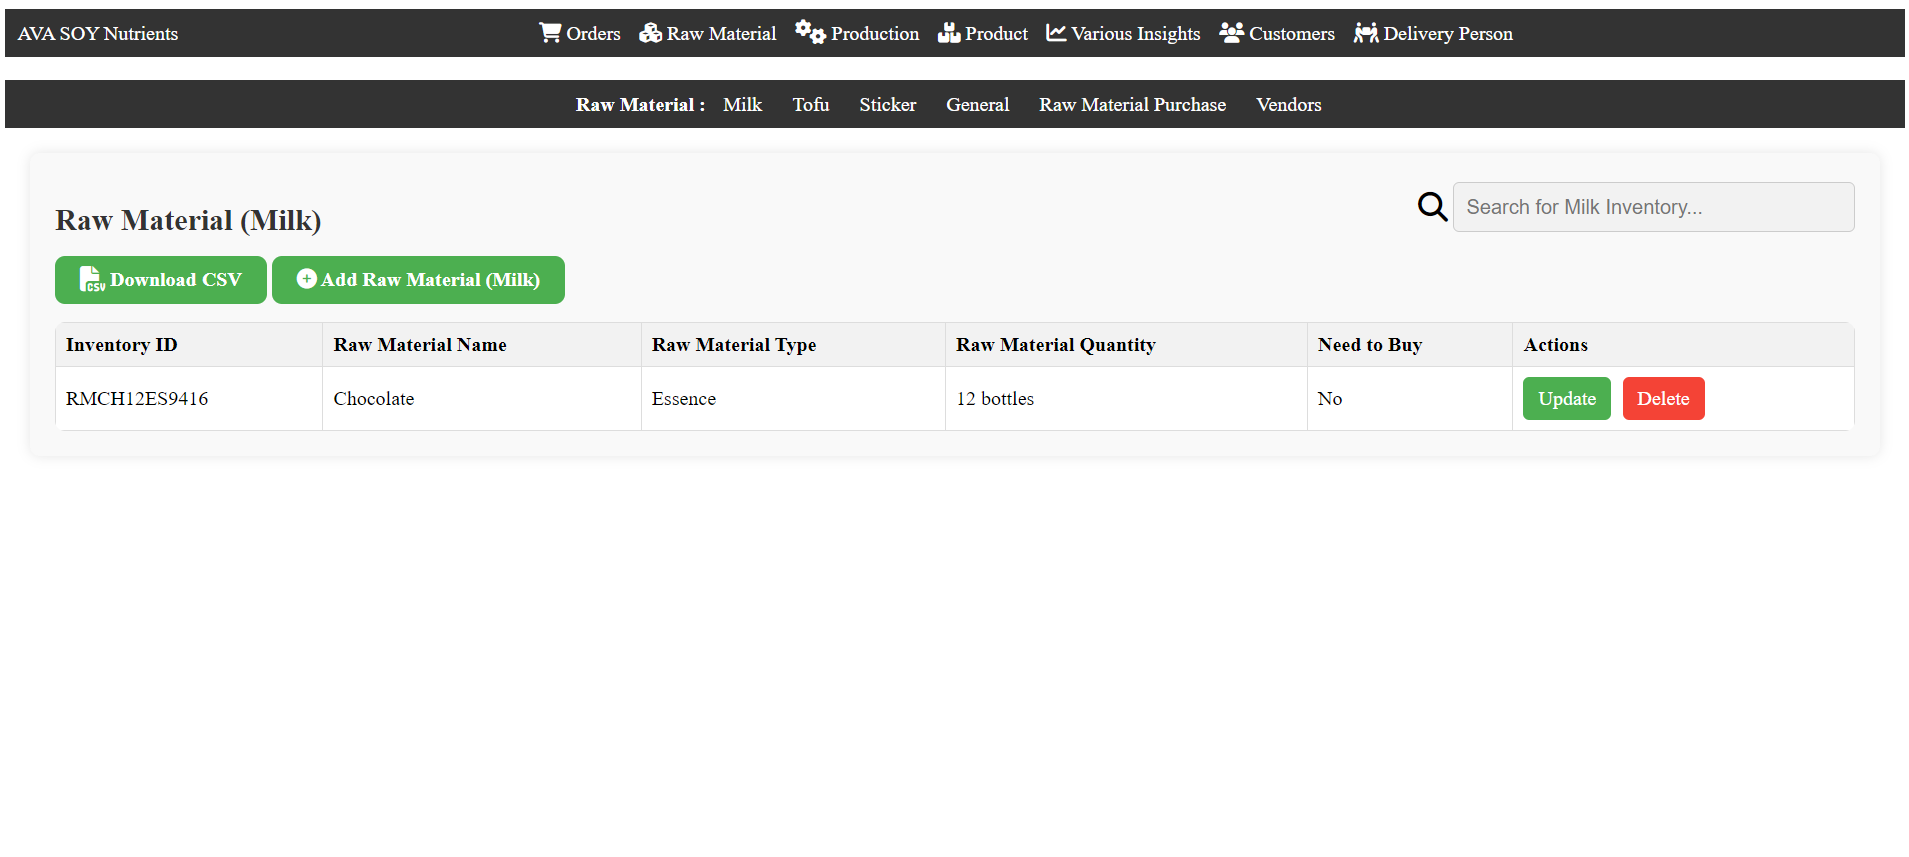 AVA SOY Nutrients Orders Raw Material Production Product Various Insights Customers Delivery Person
Raw Material : Milk Tofu Sticker General Raw Material Purchase Vendors
Search for Milk Inventory...
Raw Material (Milk)
CSV Download CSV Add Raw Material (Milk)
Inventory ID Raw Material Name Raw Material Type Raw Material Quantity Need to Buy Actions
RMCH12ES9416 Chocolate Essence 12 bottles No Update Delete